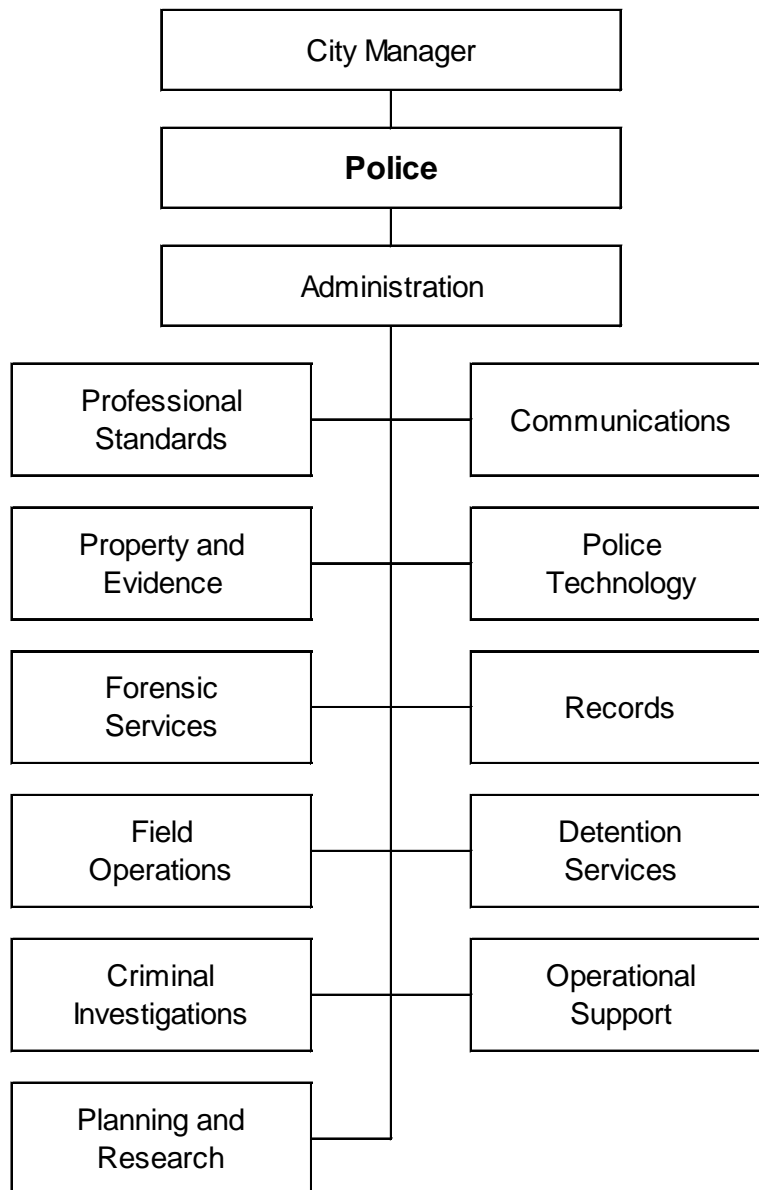 City Manager
Police
Administration
Professional
Standards
Communications
Property and
Evidence
Police
Technology
Forensic
Services
Records
Field
Operations
Detention
Services
Criminal
Investigations
Operational
Support
Planning and
Research